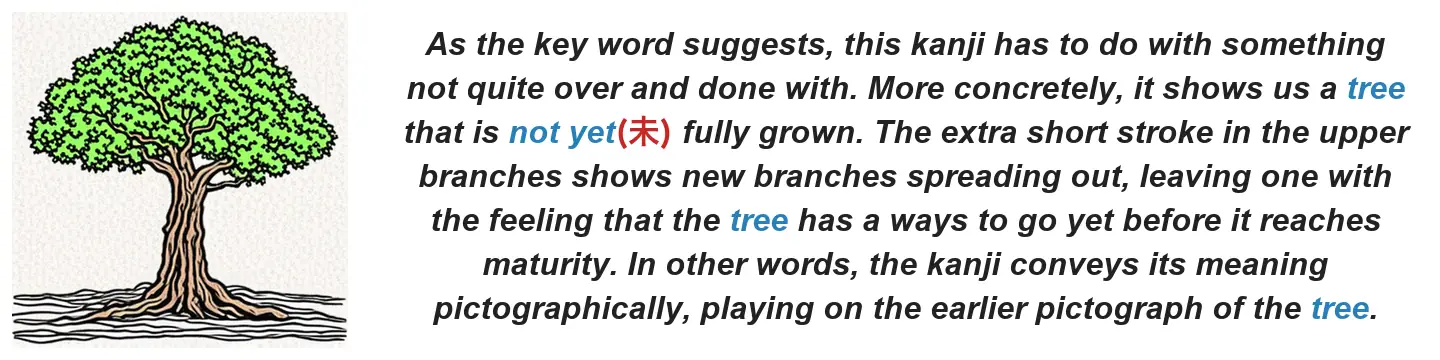 As the key word suggests, this kanji has to do with something
not quite over and done with. More concretely, it shows us a tree
that is not yet(未) fully grown. The extra short stroke in the upper
branches shows new branches spreading out, leaving one with
the feeling that the tree has a ways to go yet before it reaches
maturity. In other words, the kanji conveys its meaning
pictographically, playing on the earlier pictograph of the tree.